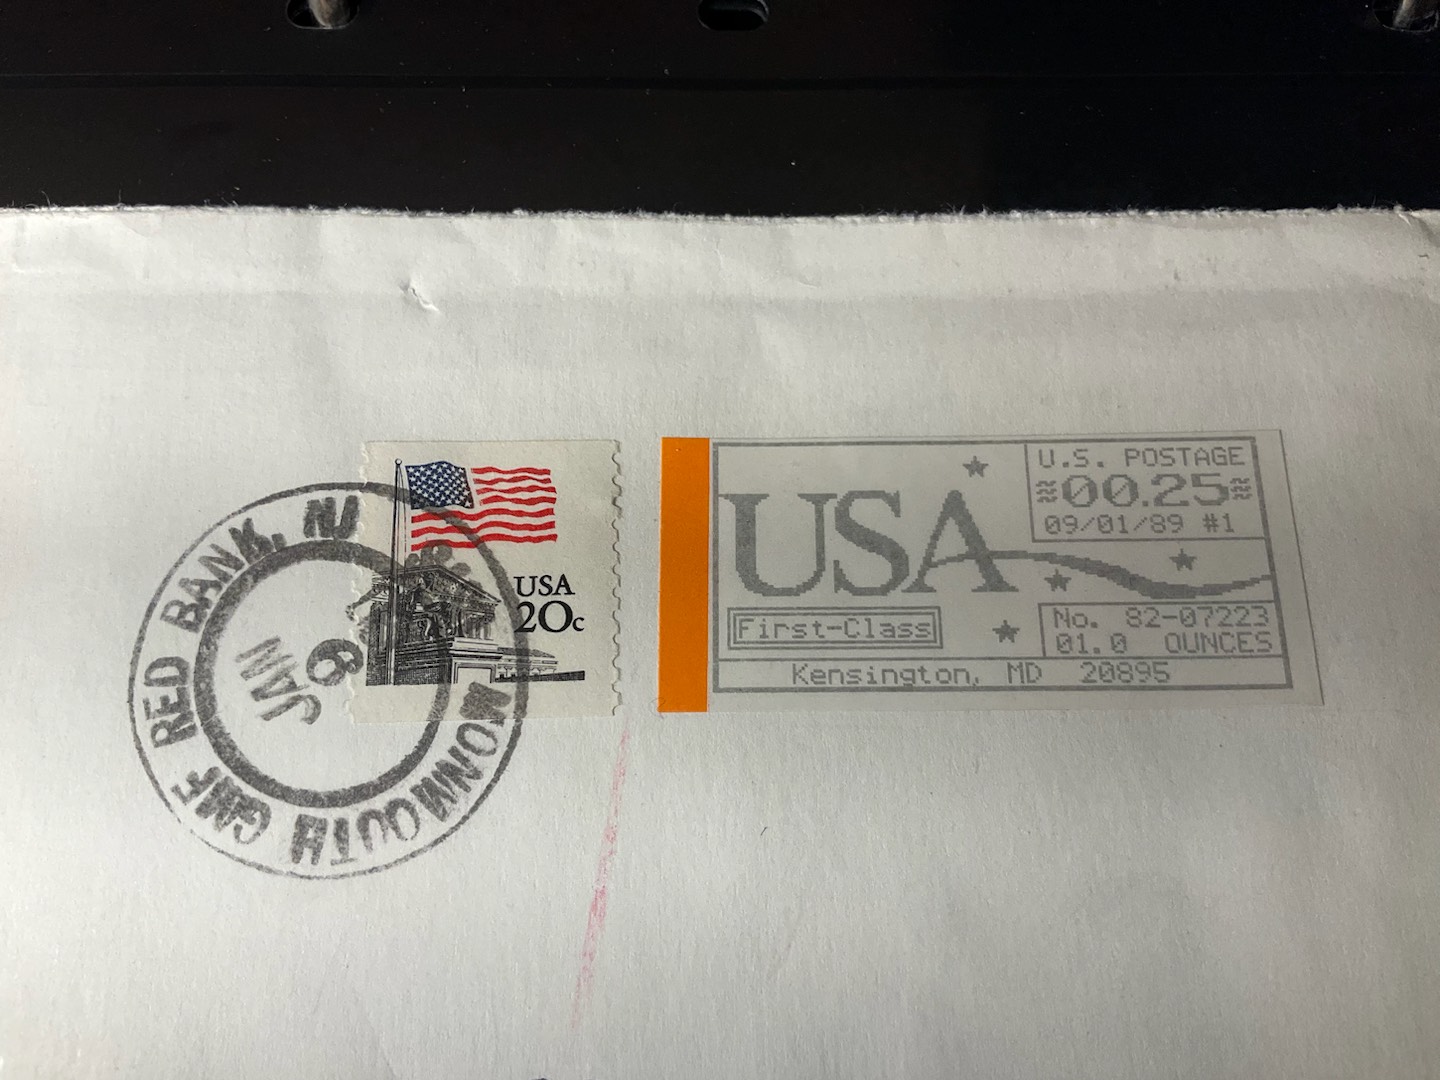 MONMOUTH GMF RED BANK, NJ
JAN
6
USA
20c
USA
U.S. POSTAGE
00.25
09/01/89 #1
First-Class
No. 82-07223
01.0 OUNCES
Kensington, MD 20895